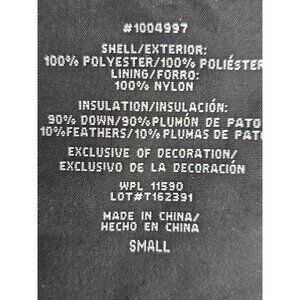 #1004997
SHELL/EXTERIOR:
100% POLYESTER/100% POLIÉSTER
LINING/FORRO:
100% NYLON
INSULATION/INSULACIÓN:
90% DOWN/90%PLUMÓN DE PATO
10%FEATHERS/10% PLUMAS DE PATO
EXCLUSIVE OF DECORATION/
EXCLUSIVO DE LA DECORACIÓN
WPL 11590
LOT#T162391
MADE IN CHINA/
HECHO EN CHINA
SMALL